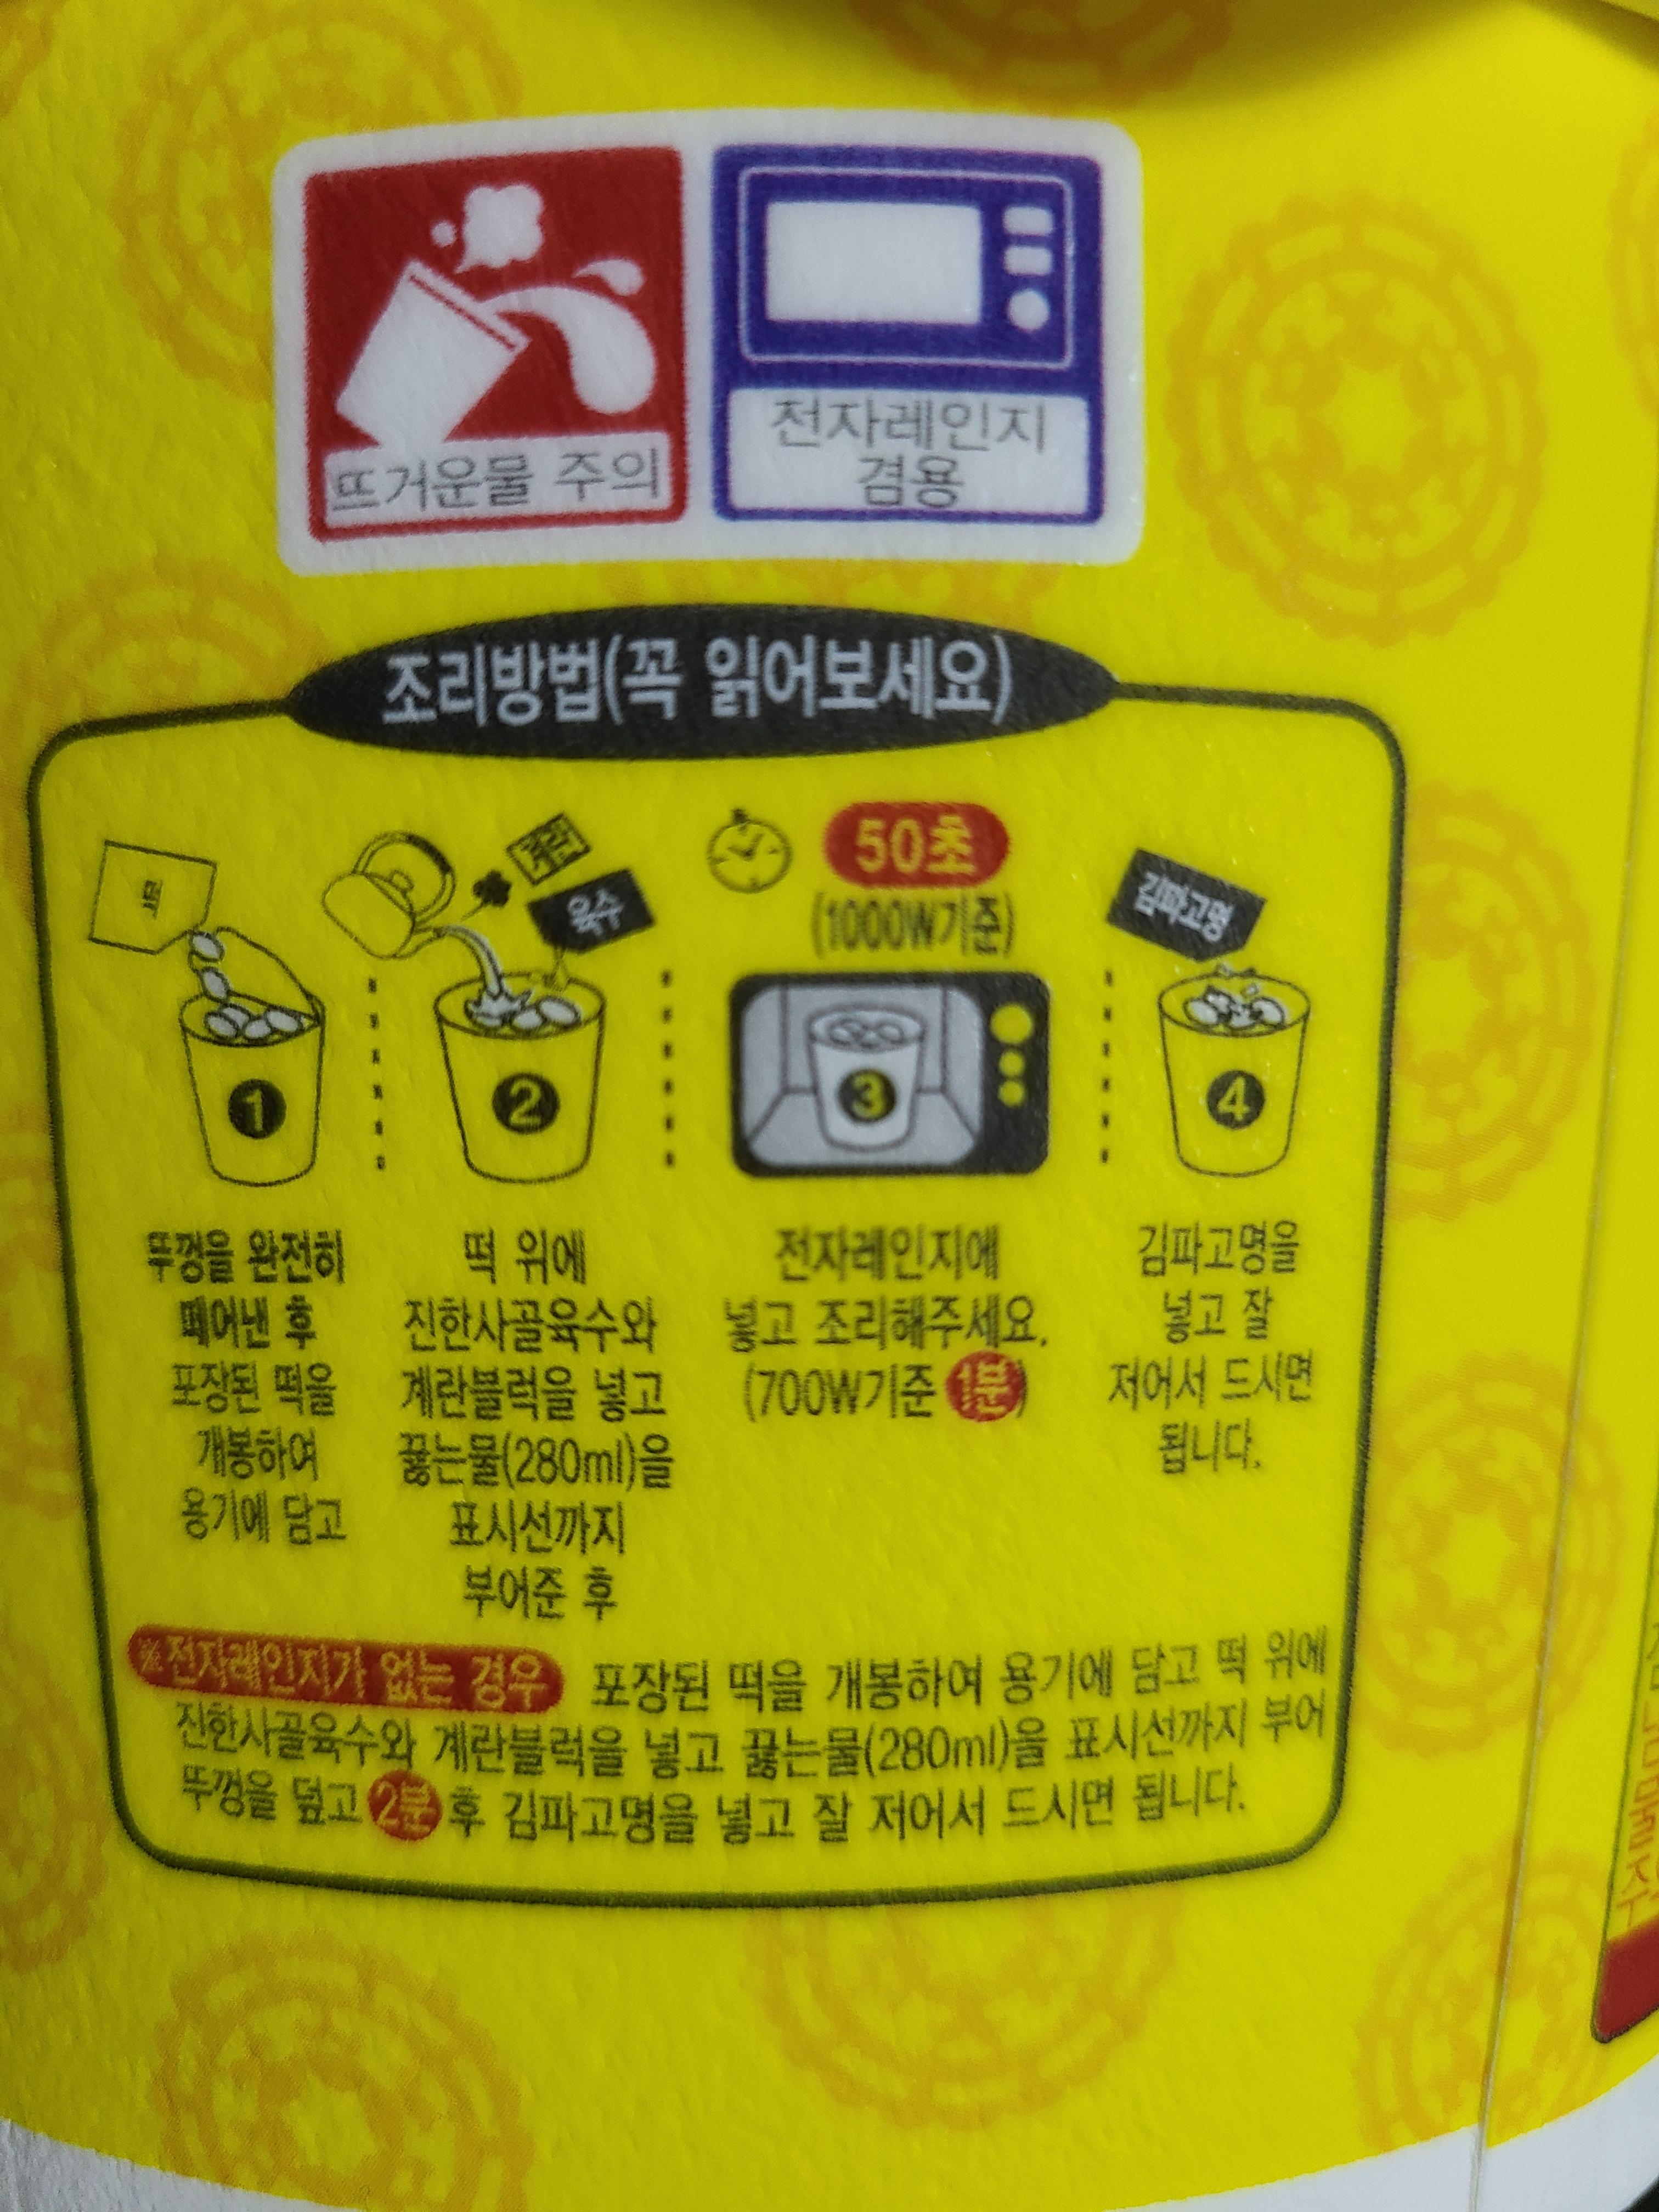 뜨거운물 주의
전자레인지
겸용
조리방법(꼭 읽어보세요)
떡
계란
육수
50초
(1000W기준)
김파고명
1
2
3
4
뚜껑을 완전히
떼어낸 후
포장된 떡을
개봉하여
용기에 담고
떡 위에
진한사골육수와
계란블럭을 넣고
끓는물(280ml)을
표시선까지
부어준 후
전자레인지에
넣고 조리해주세요.
(700W기준 1분)
김파고명을
넣고 잘
저어서 드시면
됩니다.
※전자레인지가 없는 경우 포장된 떡을 개봉하여 용기에 담고 떡 위에
진한사골육수와 계란블럭을 넣고 끓는물(280ml)을 표시선까지 부어
뚜껑을 덮고 2분 후 김파고명을 넣고 잘 저어서 드시면 됩니다.